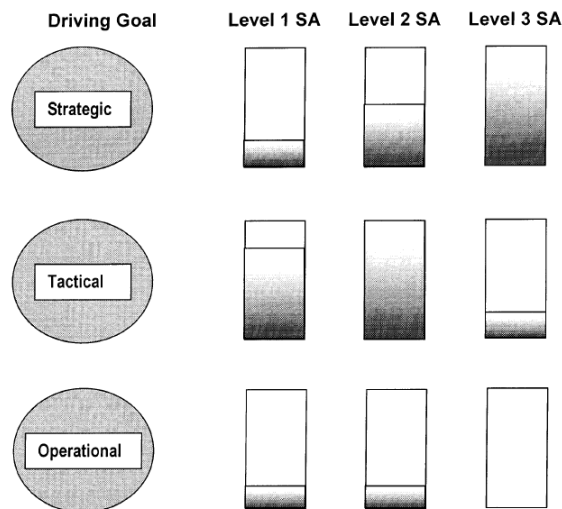 Driving Goal Level 1 SA Level 2 SA Level 3 SA
Strategic
Tactical
Operational